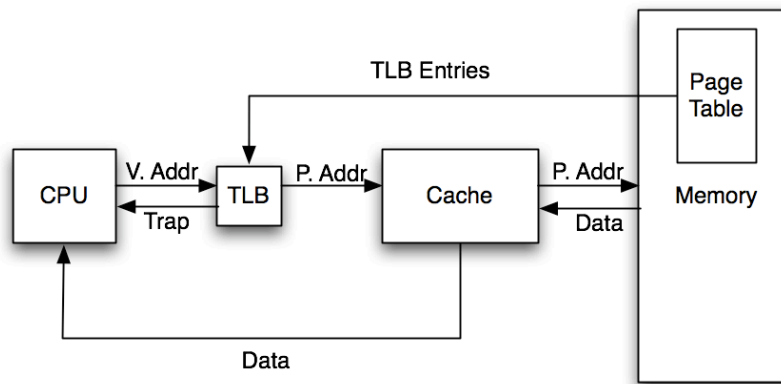 TLB Entries
Page
Table
CPU
V. Addr
Trap
TLB
P. Addr
Cache
P. Addr
Data
Memory
Data